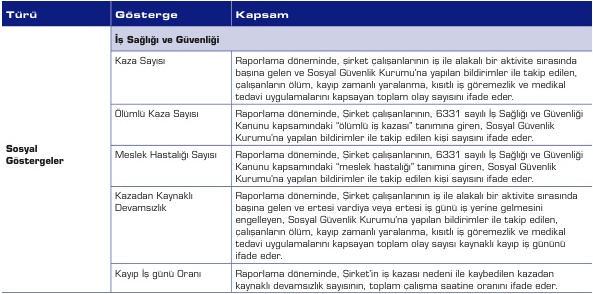 Türü Gösterge Kapsam
İş Sağlığı ve Güvenliği
Sosyal
Göstergeler
Kaza Sayısı
Raporlama döneminde, şirket çalışanlarının iş ile alakalı bir aktivite sırasında
başına gelen ve Sosyal Güvenlik Kurumu'na yapılan bildirimler ile takip edilen,
çalışanların ölüm, kayıp zamanlı yaralanma, kısıtlı iş göremezlik ve medikal
tedavi uygulamalarını kapsayan toplam olay sayısını ifade eder.
Ölümlü Kaza Sayısı
Raporlama döneminde, Şirket çalışanlarının, 6331 sayılı İş Sağlığı ve Güvenliği
Kanunu kapsamındaki "ölümlü iş kazası" tanımına giren, Sosyal Güvenlik
Kurumu'na yapılan bildirimler ile takip edilen kişi sayısını ifade eder.
Meslek Hastalığı Sayısı
Raporlama döneminde, Şirket çalışanlarının, 6331 sayılı İş Sağlığı ve Güvenliği
Kanunu kapsamındaki "meslek hastalığı" tanımına giren, Sosyal Güvenlik
Kurumu'na yapılan bildirimler ile takip edilen kişi sayısını ifade eder.
Kazadan Kaynaklı
Devamsızlık
Raporlama döneminde, Şirket çalışanlarının iş ile alakalı bir aktivite sırasında
başına gelen ve ertesi vardiya veya ertesi iş günü iş yerine gelmesini
engelleyen, Sosyal Güvenlik Kurumu'na yapılan bildirimler ile takip edilen,
çalışanların ölüm, kayıp zamanlı yaralanma, kısıtlı iş göremezlik ve medikal
tedavi uygulamalarını kapsayan toplam olay sayısı kaynaklı kayıp iş gününü
ifade eder.
Kayıp İş günü Oranı
Raporlama döneminde, Şirket'in iş kazası nedeni ile kaybedilen kazadan
kaynaklı devamsızlık sayısının, toplam çalışma saatine oranını ifade eder.